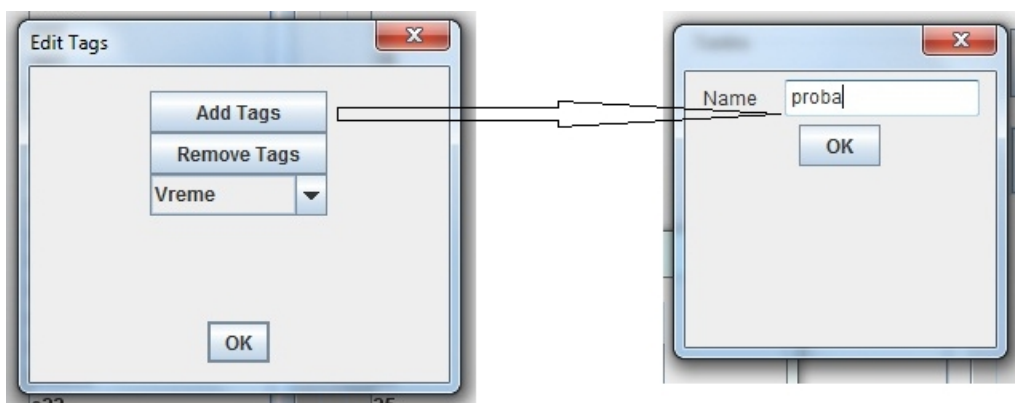 Edit Tags
Add Tags
Remove Tags
Vreme
OK
Name proba
OK